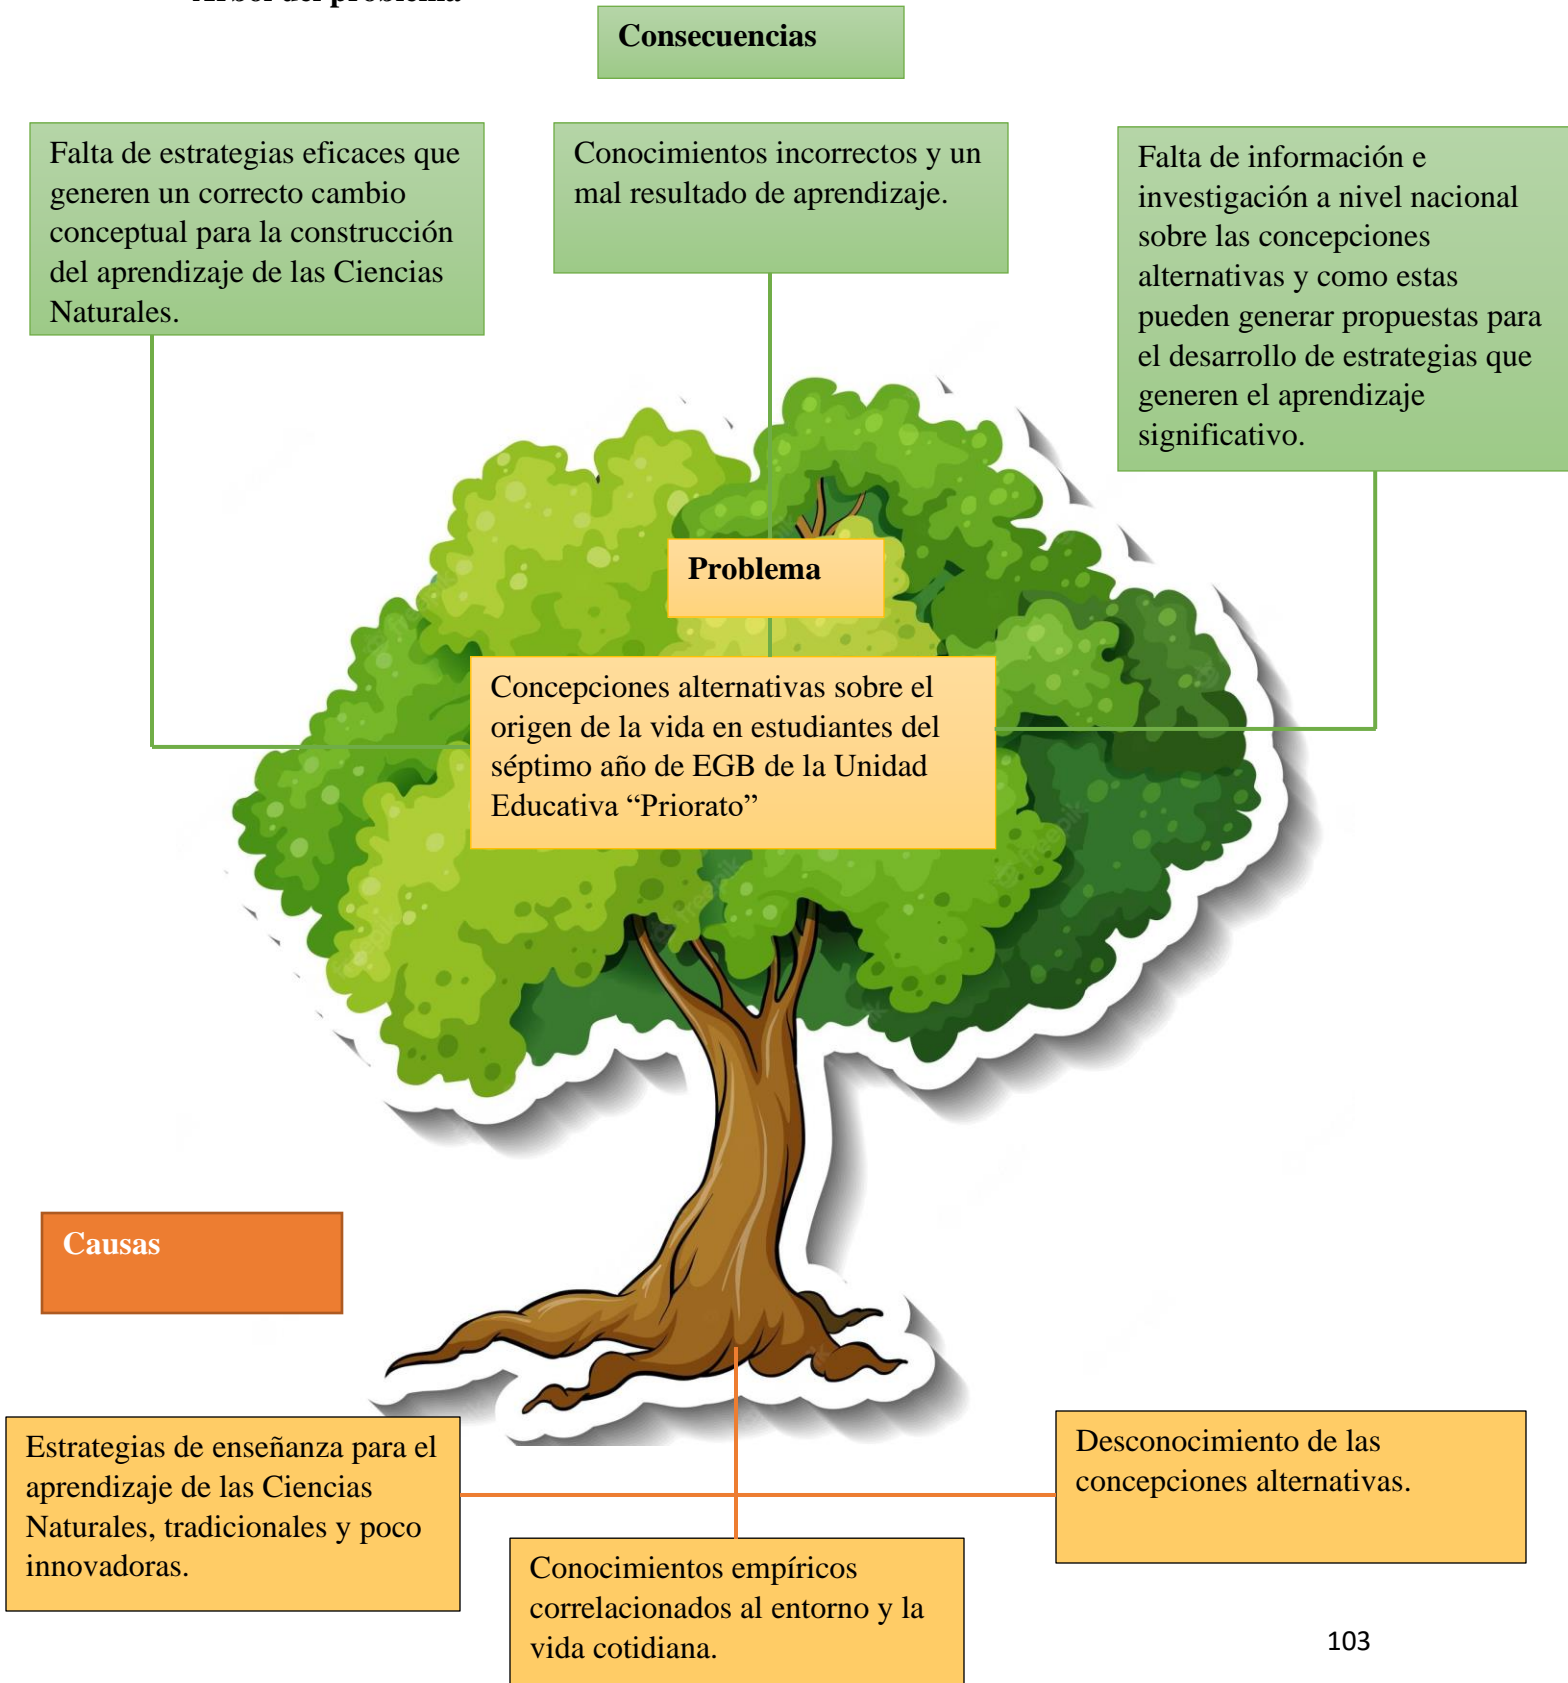 Árbol del problema
Consecuencias
Falta de estrategias eficaces que
generen un correcto cambio
conceptual para la construcción
del aprendizaje de las Ciencias
Naturales.
Conocimientos incorrectos y un
mal resultado de aprendizaje.
Falta de información e
investigación a nivel nacional
sobre las concepciones
alternativas y como estas
pueden generar propuestas para
el desarrollo de estrategias que
generen el aprendizaje
significativo.
Problema
Concepciones alternativas sobre el
origen de la vida en estudiantes del
séptimo año de EGB de la Unidad
Educativa “Priorato”
Causas
Estrategias de enseñanza para el
aprendizaje de las Ciencias
Naturales, tradicionales y poco
innovadoras.
Conocimientos empíricos
correlacionados al entorno y la
vida cotidiana.
Desconocimiento de las
concepciones alternativas.
103